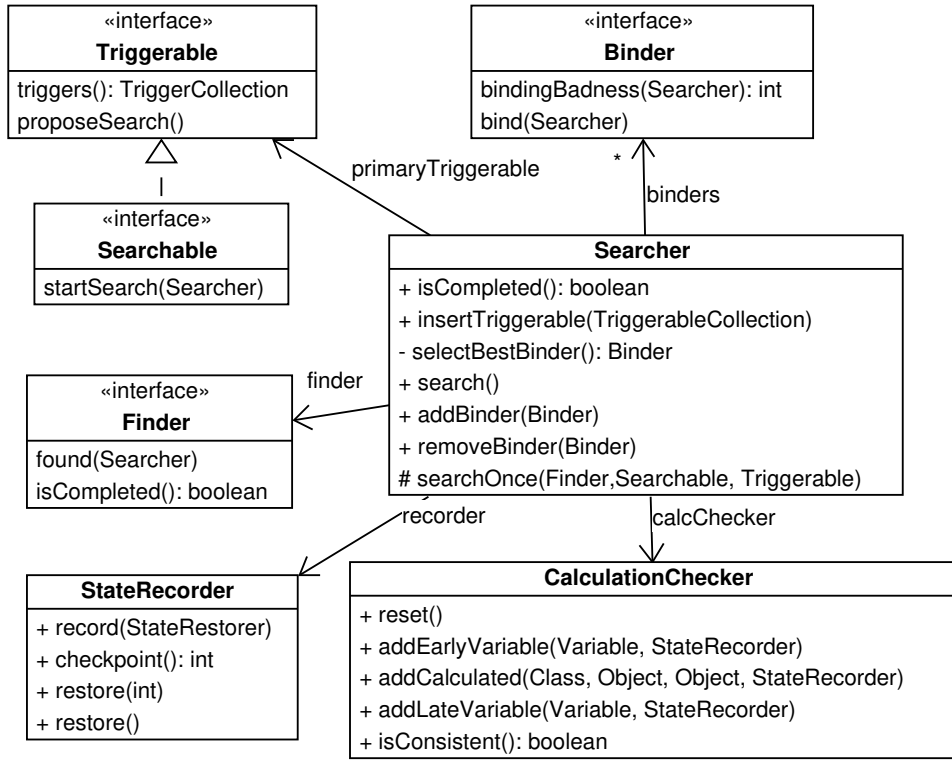 «interface»
Triggerable
triggers(): TriggerCollection
proposeSearch()
«interface»
Binder
bindingBadness(Searcher): int
bind(Searcher)
primaryTriggerable
*
binders
«interface»
Searchable
startSearch(Searcher)
Searcher
+ isCompleted(): boolean
+ insertTriggerable(TriggerableCollection)
- selectBestBinder(): Binder
+ search()
+ addBinder(Binder)
+ removeBinder(Binder)
# searchOnce(Finder,Searchable, Triggerable)
finder
«interface»
Finder
found(Searcher)
isCompleted(): boolean
recorder
calcChecker
StateRecorder
+ record(StateRestorer)
+ checkpoint(): int
+ restore(int)
+ restore()
CalculationChecker
+ reset()
+ addEarlyVariable(Variable, StateRecorder)
+ addCalculated(Class, Object, Object, StateRecorder)
+ addLateVariable(Variable, StateRecorder)
+ isConsistent(): boolean